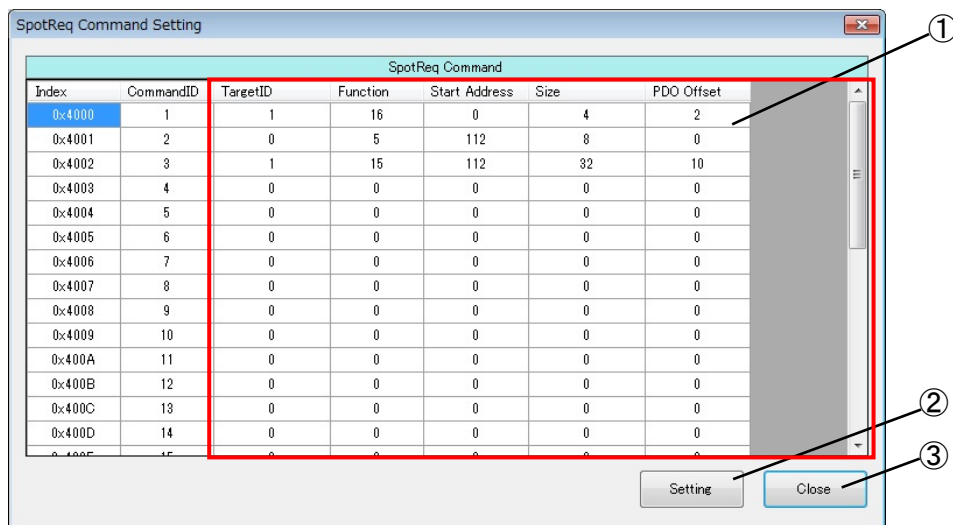 SpotReq Command Setting
①
SpotReq Command
Index CommandID TargetID Function Start Address Size PDO Offset
0x4000 1 1 16 0 4 2
0x4001 2 0 5 112 8 0
0x4002 3 1 15 112 32 10
0x4003 4 0 0 0 0 0
0x4004 5 0 0 0 0 0
0x4005 6 0 0 0 0 0
0x4006 7 0 0 0 0 0
0x4007 8 0 0 0 0 0
0x4008 9 0 0 0 0 0
0x4009 10 0 0 0 0 0
0x400A 11 0 0 0 0 0
0x400B 12 0 0 0 0 0
0x400C 13 0 0 0 0 0
0x400D 14 0 0 0 0 0
②
③
Setting Close